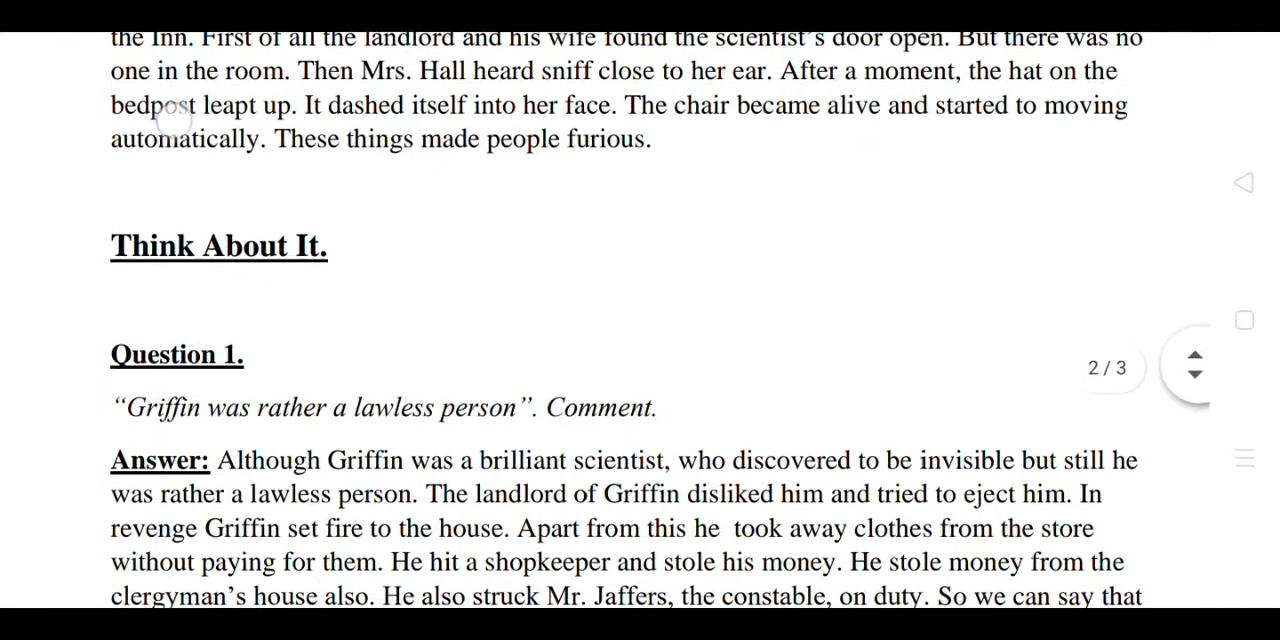 the Inn. First of all the landlord and his wife found the scientist's door open. But there was no
one in the room. Then Mrs. Hall heard sniff close to her ear. After a moment, the hat on the
bedpost leapt up. It dashed itself into her face. The chair became alive and started to moving
automatically. These things made people furious.
Think About It.
Question 1.
2 / 3
“Griffin was rather a lawless person”. Comment.
Answer: Although Griffin was a brilliant scientist, who discovered to be invisible but still he
was rather a lawless person. The landlord of Griffin disliked him and tried to eject him. In
revenge Griffin set fire to the house. Apart from this he took away clothes from the store
without paying for them. He hit a shopkeeper and stole his money. He stole money from the
clergyman's house also. He also struck Mr. Jaffers, the constable, on duty. So we can say that